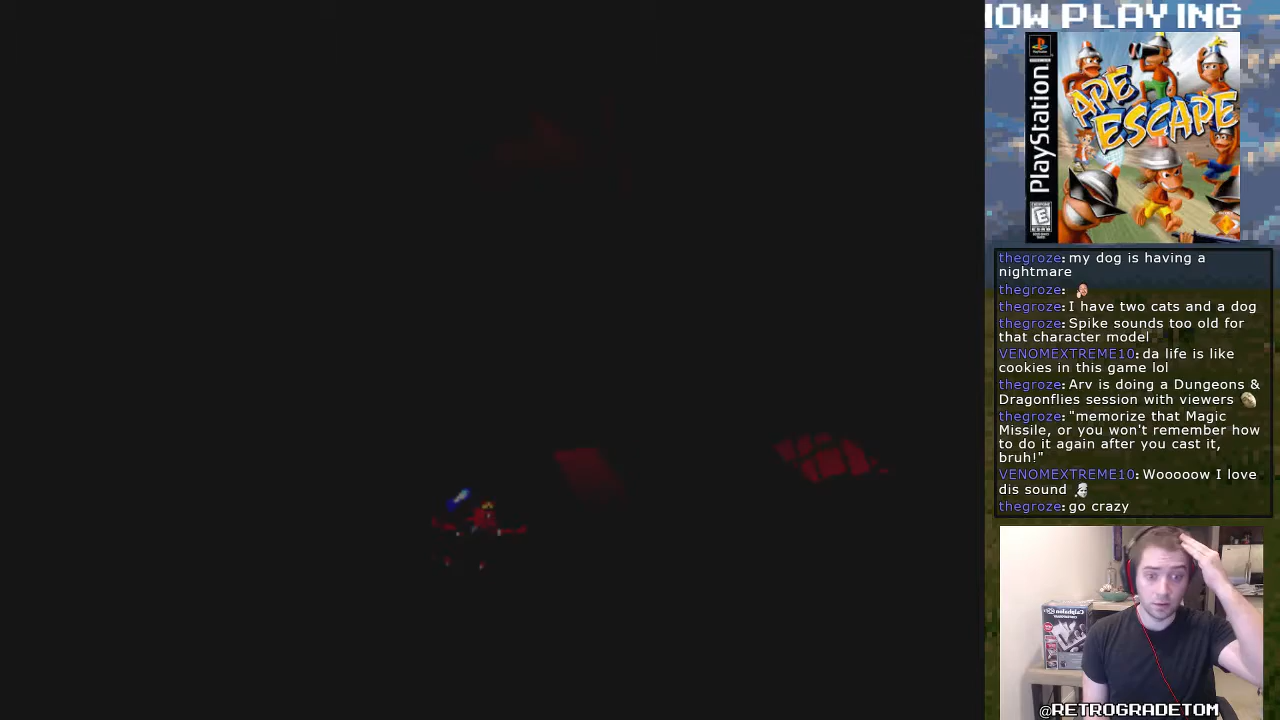 NOW PLAYING
PlayStation
APE
ESCAPE
E
thegroze: my dog is having a
nightmare
thegroze:
thegroze: I have two cats and a dog
thegroze: Spike sounds too old for
that character model
VENOMEXTREME10: da life is like
cookies in this game lol
thegroze: Arv is doing a Dungeons &
Dragonflies session with viewers
thegroze: "memorize that Magic
Missile, or you won't remember how
to do it again after you cast it,
bruh!"
VENOMEXTREME10: Wooooow I love
dis sound
thegroze: go crazy
@RETROGRADETOM